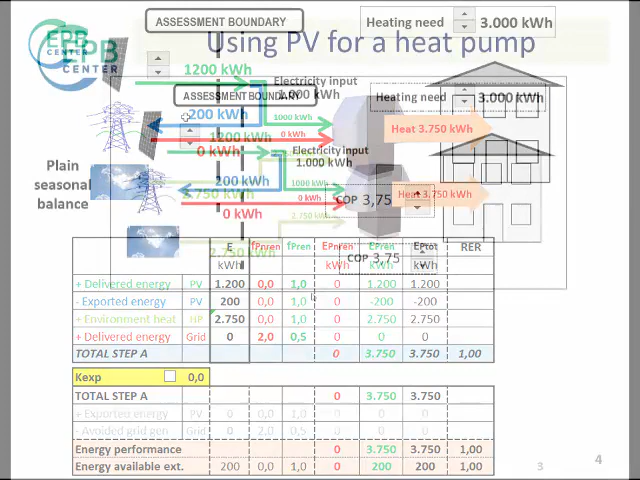 ASSESSMENT BOUNDARY
Heating need 3.000 kWh
EPB CENTER
EPB CENTER
Using PV for a heat pump
1200 kWh
Electricity input
1.000 kWh
ASSESSMENT BOUNDARY
Heating need 3.000 kWh
200 kWh
1000 kWh
Heat 3.750 kWh
1200 kWh
0 kWh
0 kWh
Electricity input
1.000 kWh
Plain
seasonal
balance
200 kWh
1000 kWh
2.750 kWh
0 kWh
Heat 3.750 kWh
COP 3,75
0 kWh
2.750 kWh
2.750 kWh
COP 3,75
E fPnren fPren EPnren EPren EPtot RER
kWh kWh kWh kWh
+ Delivered energy PV 1.200 0,0 1,0 0 1.200 1.200
- Exported energy PV 200 0,0 1,0 0 -200 -200
+ Environment heat HP 2.750 0,0 1,0 0 2.750 2.750
+ Delivered energy Grid 0 2,0 0,5 0 0 0
TOTAL STEP A 0 3.750 3.750 1,00
Kexp 0,0
TOTAL STEP A 0 3.750 3.750
+ Exported energy PV 0 0,0 1,0 0 0 0
- Avoided grid gen Grid 0 2,0 0,5 0 0 0
Energy performance 0 3.750 3.750 1,00
Energy available ext. 200 0,0 1,0 0 200 200 1,00
3
4